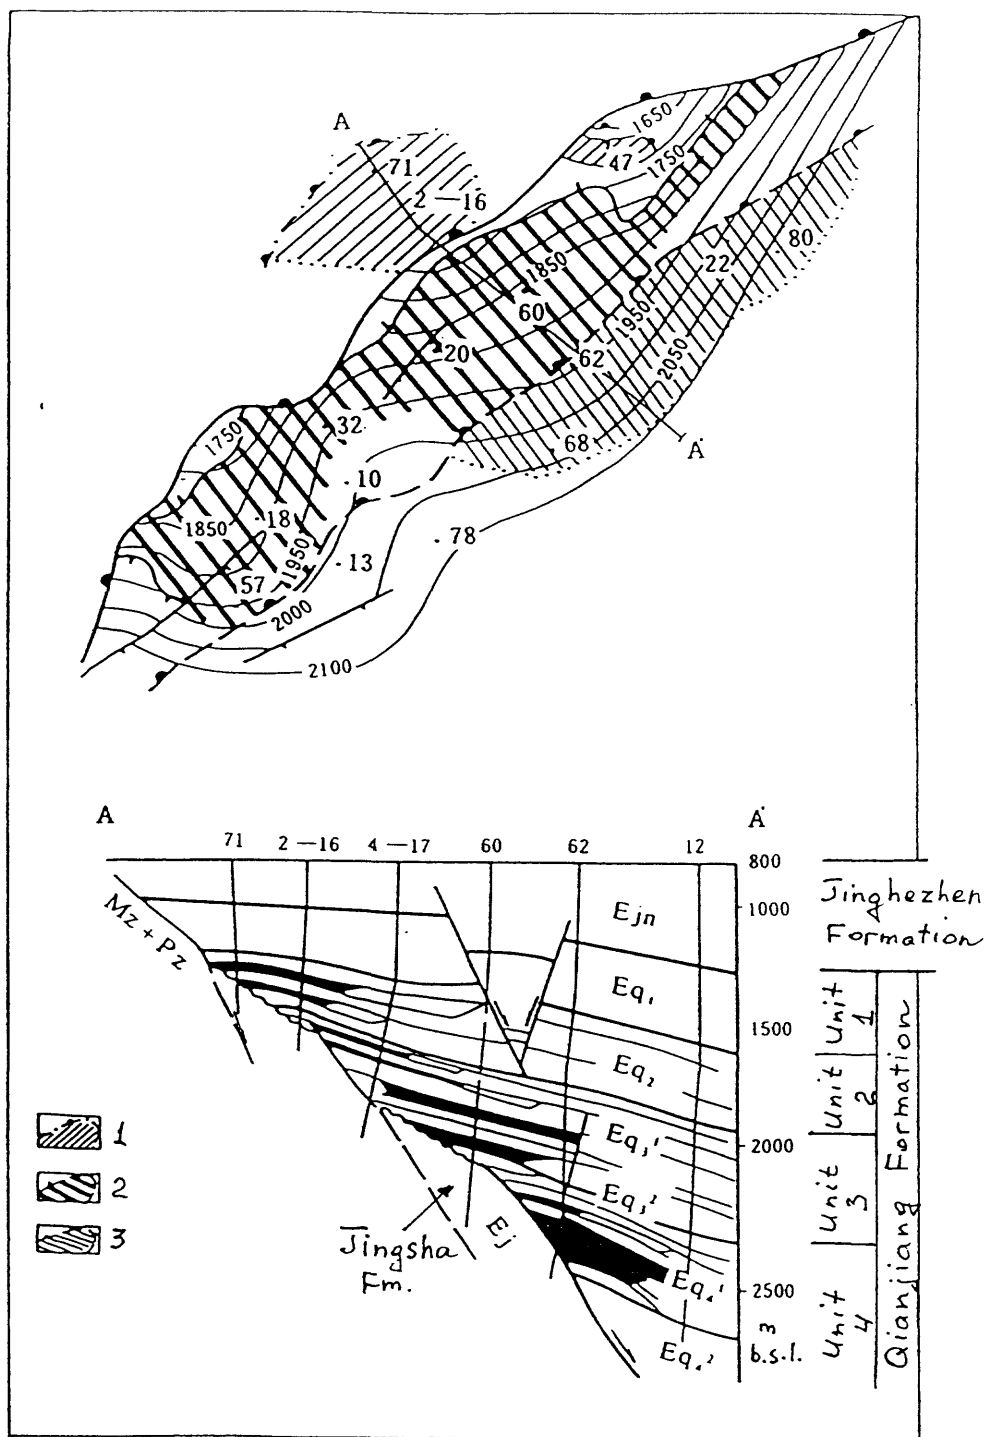 A
1650
47
1750
71
2—16
80
22
1850
60
1950
62
20
2050
1750
32
68
A'
10
18
1850
78
1950
13
57
2000
2100
A
A'
71 2—16 4—17 60 62 12
800
Mz + Pz
Ejn
1000
Jinghezhen
Formation
Eq₁
1500
Unit 1
Eq₂
Unit 2
1
Eq₃¹
2000
2
Eq₃²
Unit 3
3
Ej
Jingsha
Fm.
Eq₄¹
2500
Unit 4
Qianjiang Formation
m
b.s.l.
Eq₄²